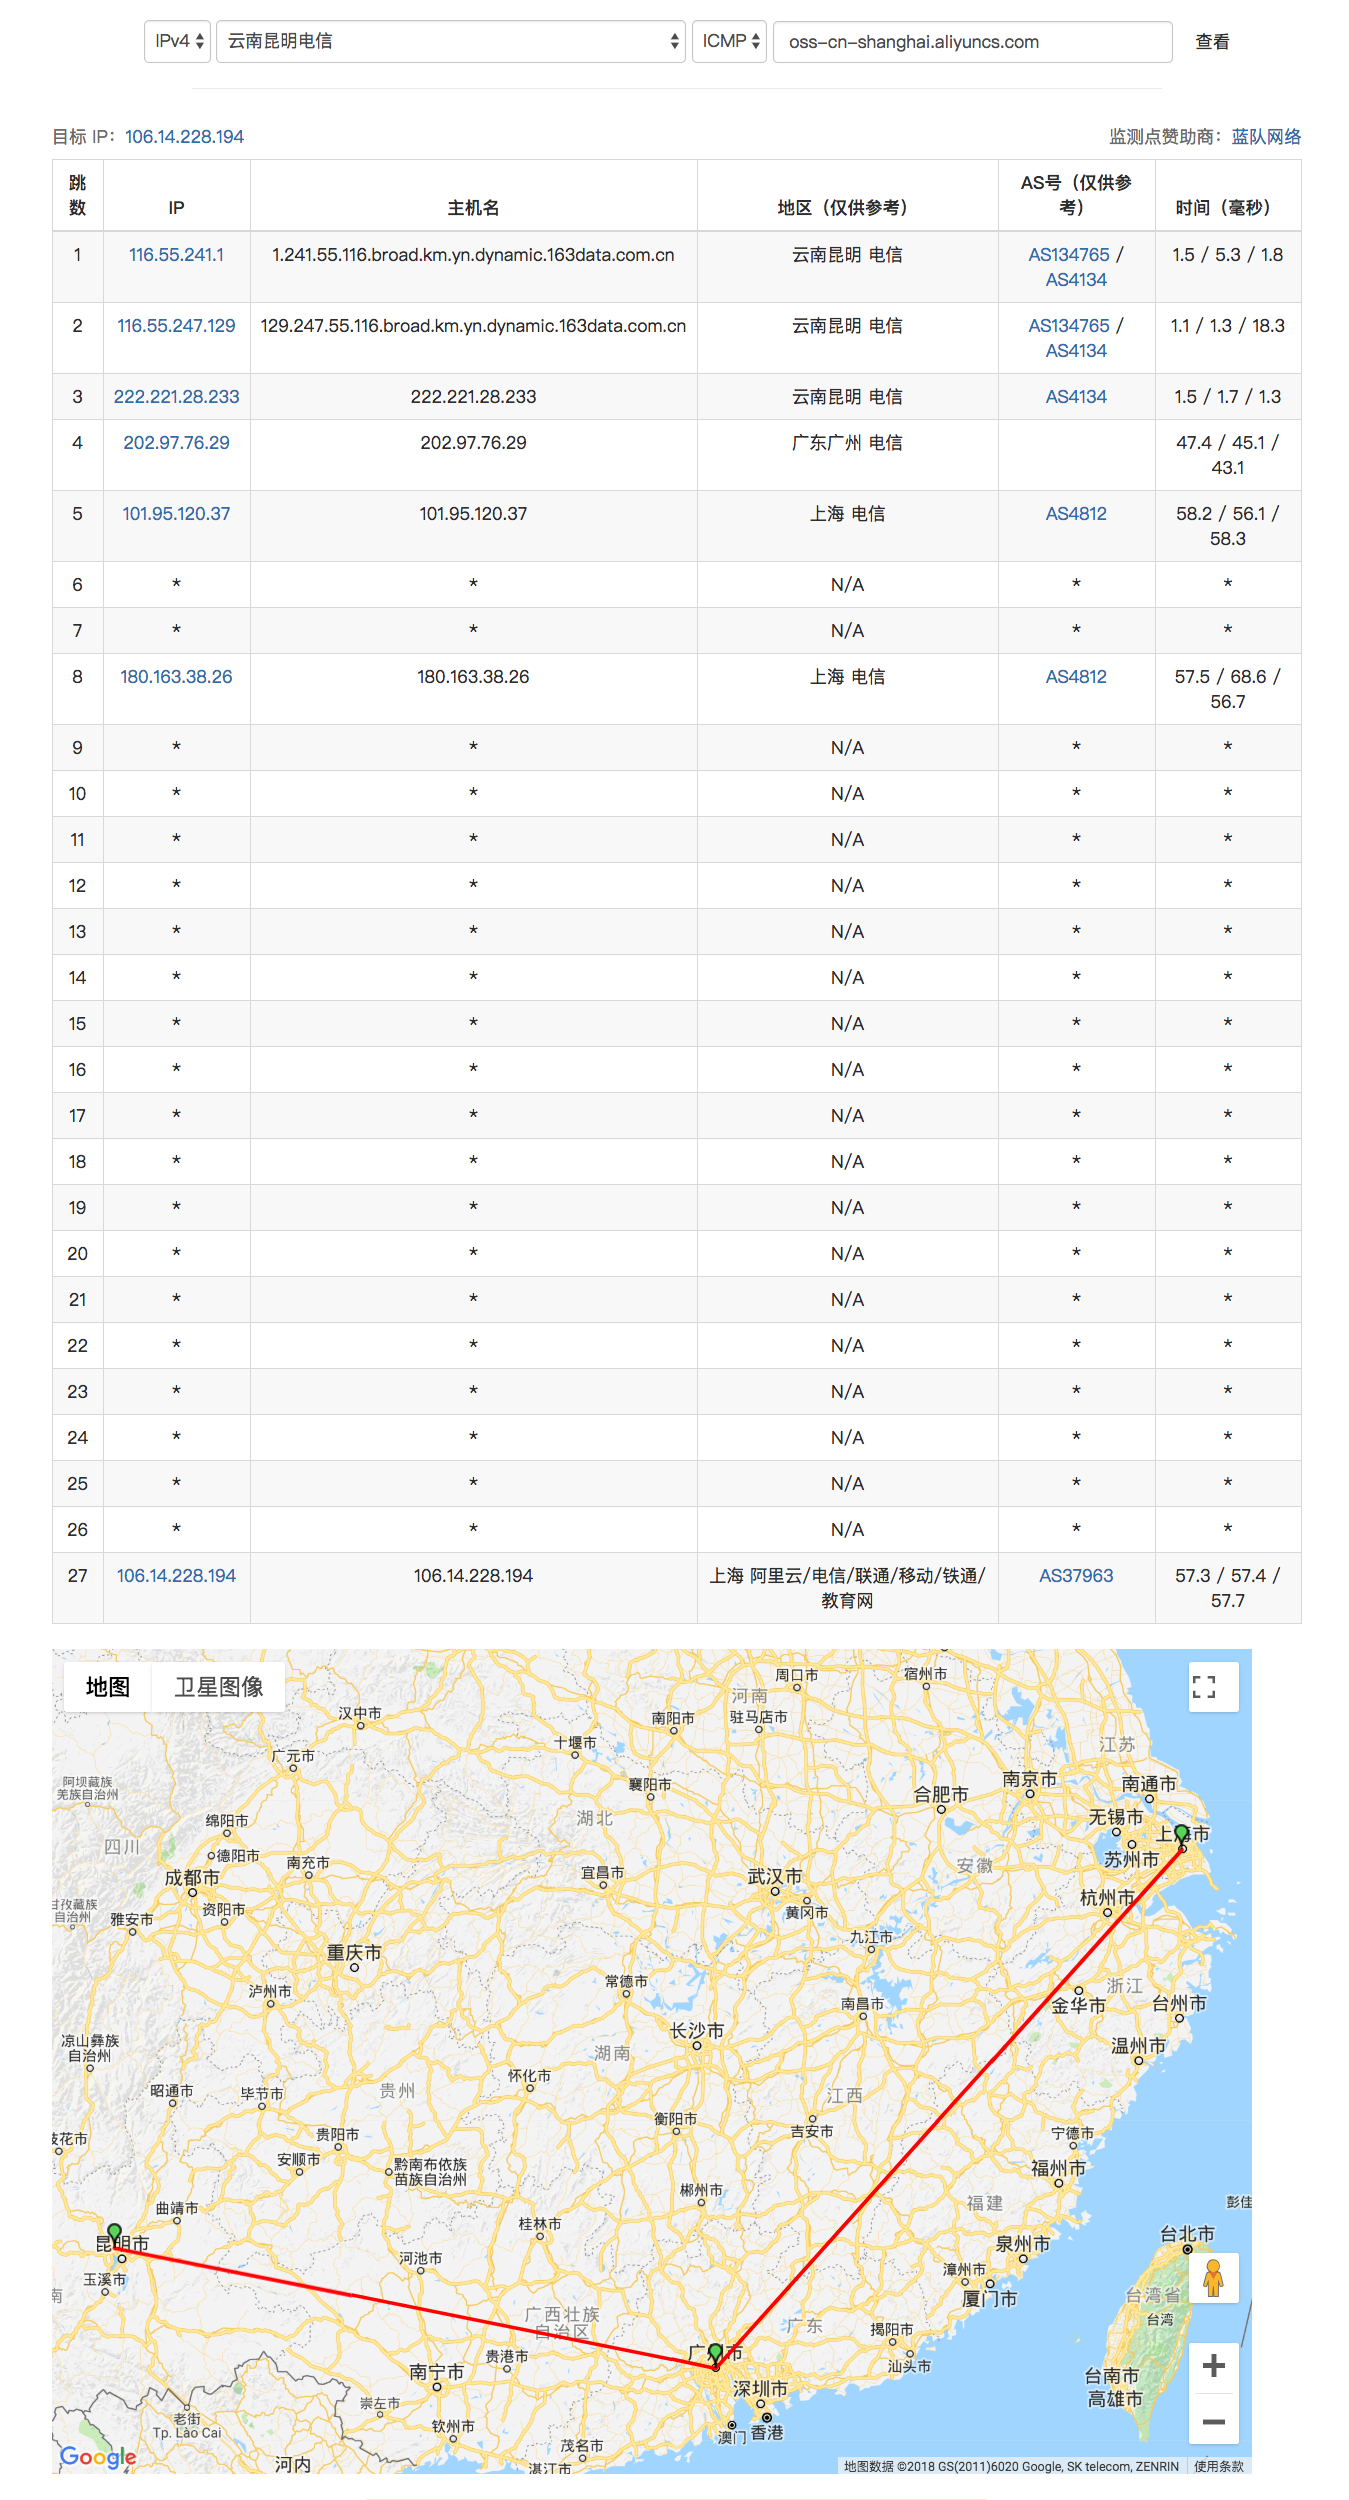 IPv4 云南昆明电信 ICMP oss-cn-shanghai.aliyuncs.com 查看
目标 IP：106.14.228.194 监测点赞助商：蓝队网络
跳数 IP 主机名 地区（仅供参考） AS号（仅供参考） 时间（毫秒）
1 116.55.241.1 1.241.55.116.broad.km.yn.dynamic.163data.com.cn 云南昆明 电信 AS134765 / AS4134 1.5 / 5.3 / 1.8
2 116.55.247.129 129.247.55.116.broad.km.yn.dynamic.163data.com.cn 云南昆明 电信 AS134765 / AS4134 1.1 / 1.3 / 18.3
3 222.221.28.233 222.221.28.233 云南昆明 电信 AS4134 1.5 / 1.7 / 1.3
4 202.97.76.29 202.97.76.29 广东广州 电信 47.4 / 45.1 / 43.1
5 101.95.120.37 101.95.120.37 上海 电信 AS4812 58.2 / 56.1 / 58.3
6 * * N/A * *
7 * * N/A * *
8 180.163.38.26 180.163.38.26 上海 电信 AS4812 57.5 / 68.6 / 56.7
9 * * N/A * *
10 * * N/A * *
11 * * N/A * *
12 * * N/A * *
13 * * N/A * *
14 * * N/A * *
15 * * N/A * *
16 * * N/A * *
17 * * N/A * *
18 * * N/A * *
19 * * N/A * *
20 * * N/A * *
21 * * N/A * *
22 * * N/A * *
23 * * N/A * *
24 * * N/A * *
25 * * N/A * *
26 * * N/A * *
27 106.14.228.194 106.14.228.194 上海 阿里云/电信/联通/移动/铁通/教育网 AS37963 57.3 / 57.4 / 57.7
地图 卫星图像
周口市
宿州市
河南
汉中市
南阳市
驻马店市
十堰市
江苏
广元市
阿坝藏族
羌族自治州
襄阳市
合肥市
南京市
南通市
湖北
绵阳市
无锡市
上海市
四川
德阳市
南充市
苏州市
成都市
宜昌市
武汉市
安徽
杭州市
甘孜藏族
自治州
雅安市
资阳市
黄冈市
重庆市
九江市
泸州市
常德市
南昌市
浙江
金华市
台州市
凉山彝族
自治州
长沙市
湖南
温州市
昭通市
毕节市
贵州
怀化市
江西
枝花市
贵阳市
衡阳市
吉安市
宁德市
安顺市
黔南布依族
苗族自治州
福州市
郴州市
曲靖市
桂林市
福建
彭佳
昆明市
泉州市
台北市
河池市
漳州市
玉溪市
南
厦门市
台湾省
台湾
广西壮族
自治区
广东
揭阳市
广州市
贵港市
汕头市
南宁市
深圳市
台南市
高雄市
崇左市
老街
Tp. Lào Cai
钦州市
澳门
香港
茂名市
Google
河内
湛江市
地图数据 ©2018 GS(2011)6020 Google, SK telecom, ZENRIN 使用条款